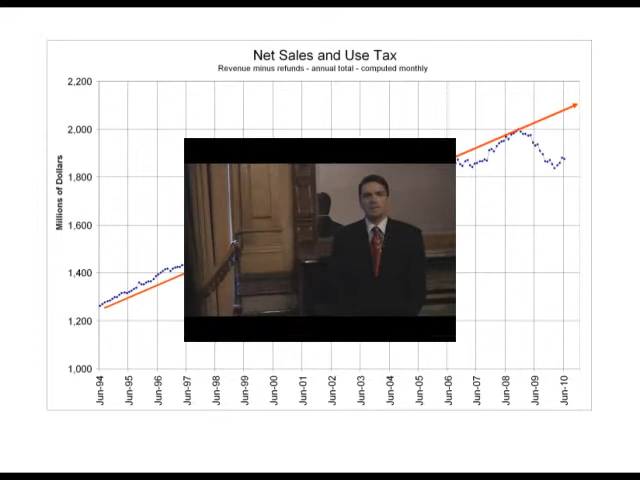 Net Sales and Use Tax
Revenue minus refunds - annual total - computed monthly
Millions of Dollars
2,200
2,000
1,800
1,600
1,400
1,200
1,000
Jun-94
Jun-95
Jun-96
Jun-97
Jun-98
Jun-99
Jun-00
Jun-01
Jun-02
Jun-03
Jun-04
Jun-05
Jun-06
Jun-07
Jun-08
Jun-09
Jun-10